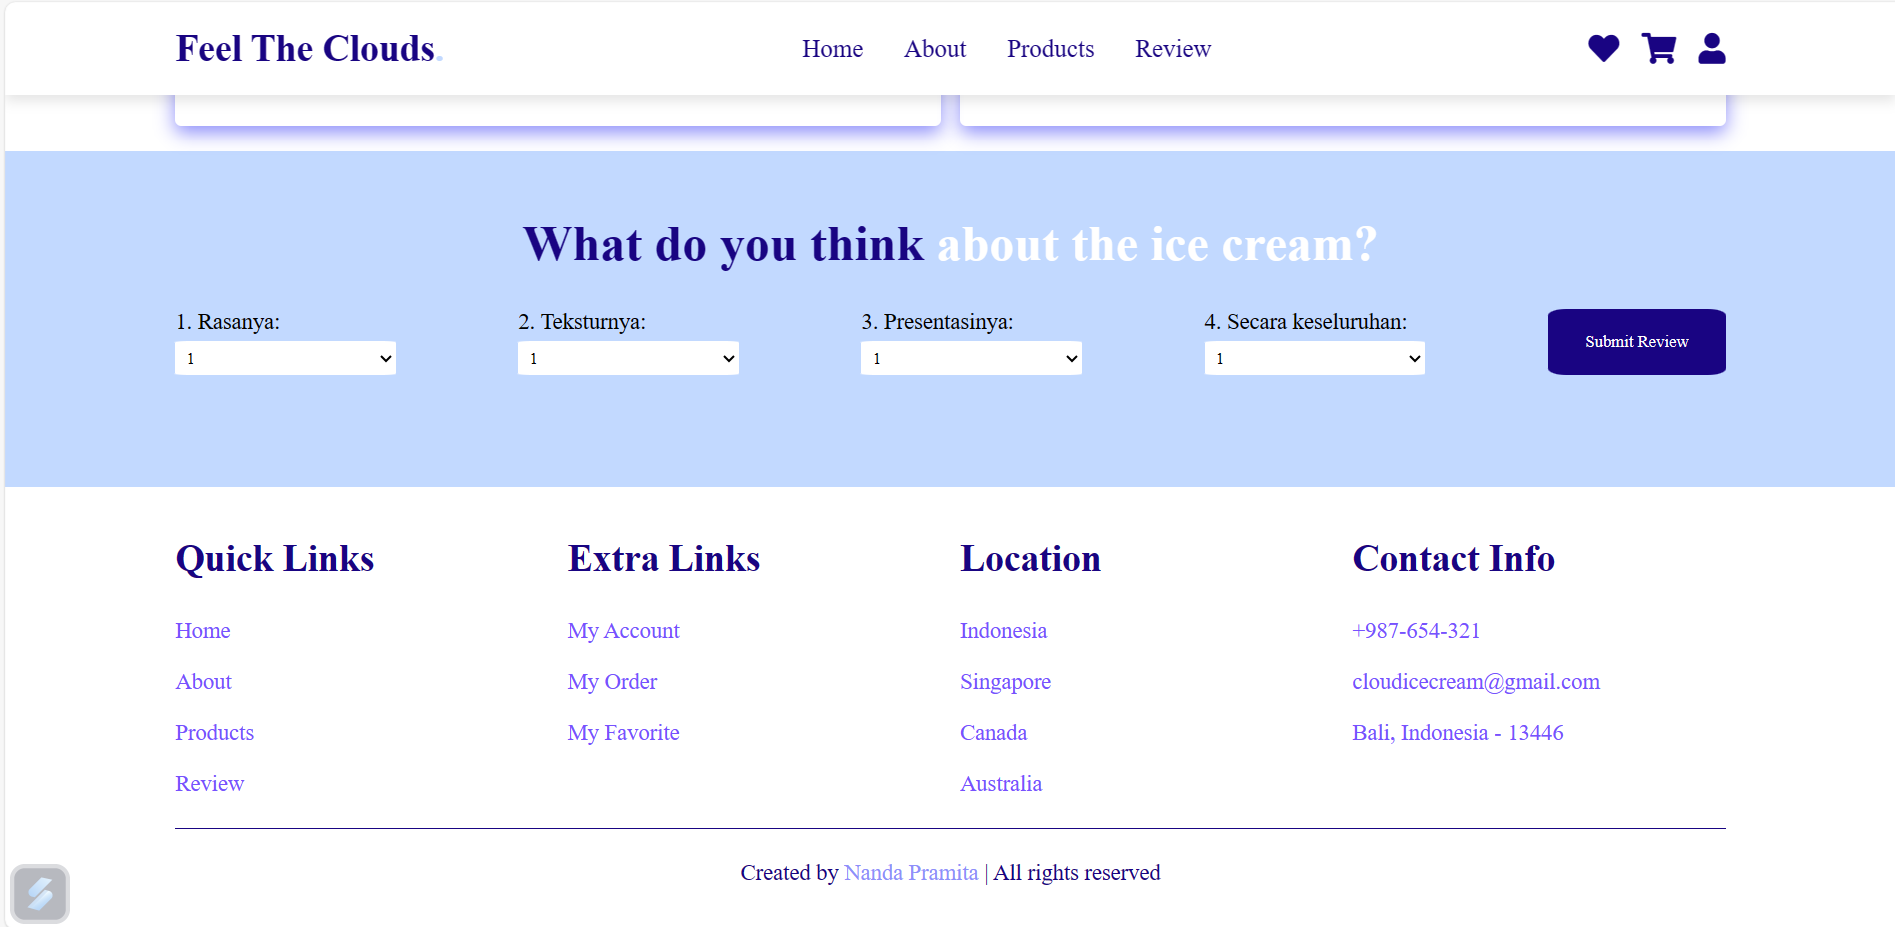 Feel The Clouds.
Home About Products Review
What do you think about the ice cream?
1. Rasanya: 2. Teksturnya: 3. Presentasinya: 4. Secara keseluruhan:
1 1 1 1
Submit Review
Quick Links
Home
About
Products
Review
Extra Links
My Account
My Order
My Favorite
Location
Indonesia
Singapore
Canada
Australia
Contact Info
+987-654-321
cloudicecream@gmail.com
Bali, Indonesia - 13446
Created by Nanda Pramita | All rights reserved